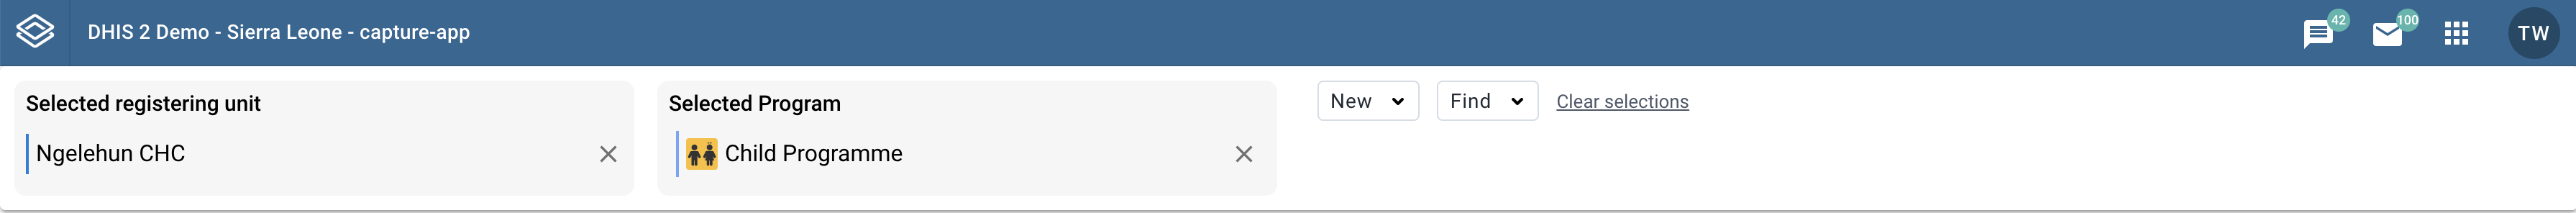 DHIS 2 Demo - Sierra Leone - capture-app
42
100
TW
Selected registering unit
Selected Program
New
Find
Clear selections
Ngelehun CHC
Child Programme